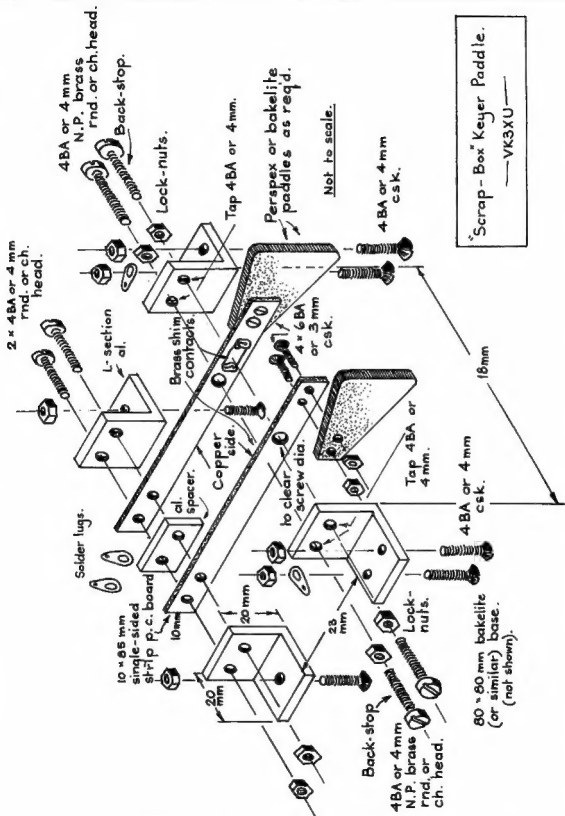 4BA or 4mm
N.P. brass
rnd. or ch. head.
Back-stop.
Lock-nuts.
Tap 4BA or 4mm.
Perspex or bakelite
paddles as req'd.
Not to scale.
4BA or 4mm
csk.
"Scrap-Box" Keyer Paddle.
VK3XU
2 × 4BA or 4mm
rnd. or ch.
head.
L-section
al.
Brass shim
contacts.
4 × 6BA
or 3mm
csk.
18mm
Copper
side.
to clear
screw dia.
al.
spacer.
Solder lugs.
Tap 4BA or
4mm.
4BA or 4mm
csk.
10 × 85 mm
single-sided
strip p.c. board
10mm
20mm
20
mm
23
mm
Lock-
nuts.
80 × 80 mm bakelite
(or similar) base.
(not shown).
Back-stop
4BA or 4mm
N.P. brass
rnd. or
ch. head.